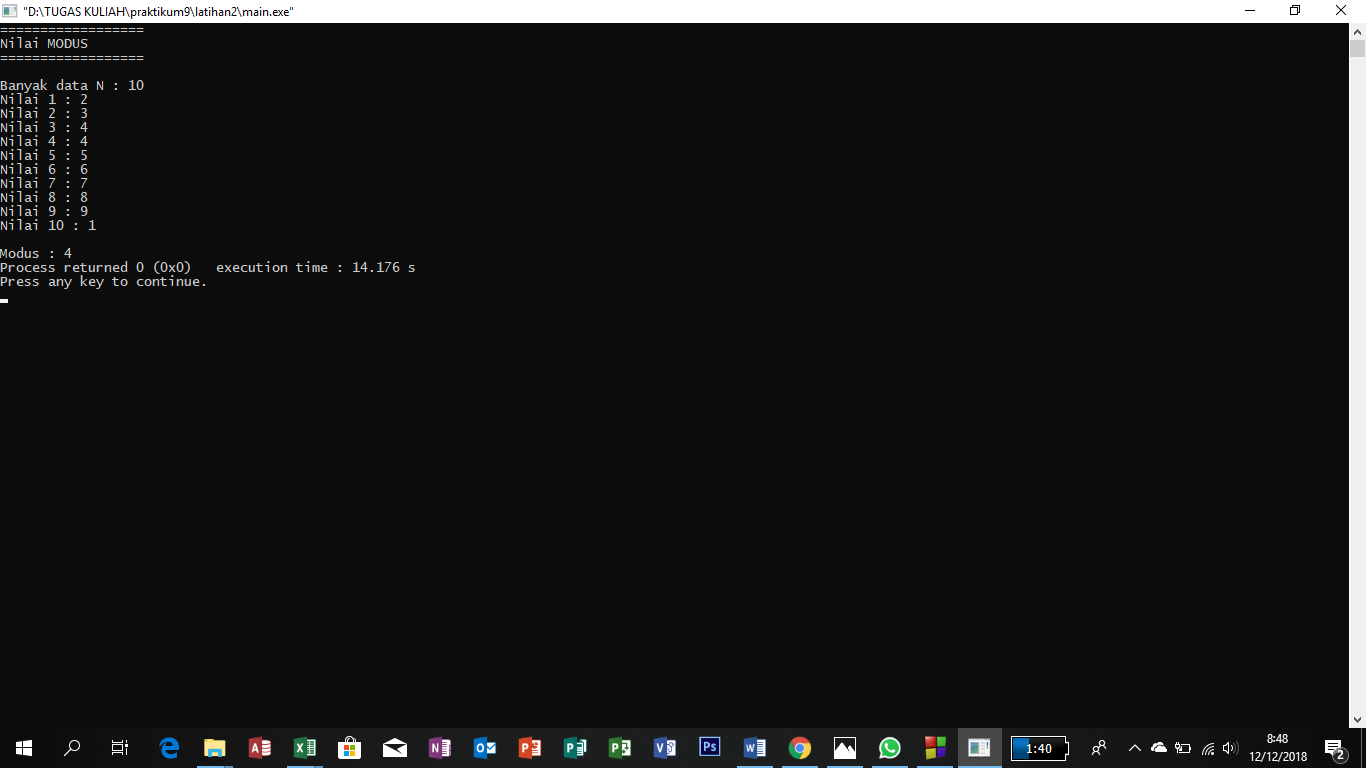 "D:\TUGAS KULIAH\praktikum9\latihan2\main.exe"
==================
Nilai MODUS
==================
Banyak data N : 10
Nilai 1 : 2
Nilai 2 : 3
Nilai 3 : 4
Nilai 4 : 4
Nilai 5 : 5
Nilai 6 : 6
Nilai 7 : 7
Nilai 8 : 8
Nilai 9 : 9
Nilai 10 : 1
Modus : 4
Process returned 0 (0x0)   execution time : 14.176 s
Press any key to continue.
1:40
8:48
12/12/2018
2